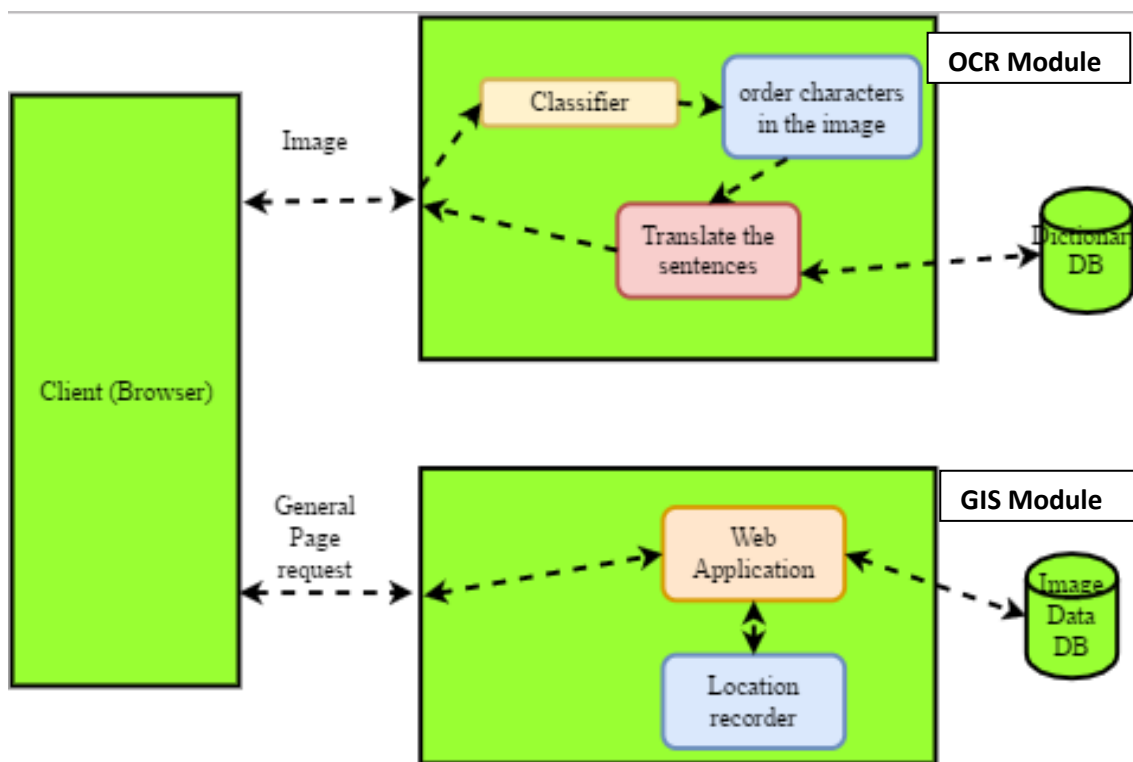 OCR Module
Classifier
order characters
in the image
Image
Translate the
sentences
Dictionary
DB
Client (Browser)
General
Page
request
GIS Module
Web
Application
Image
Data
DB
Location
recorder